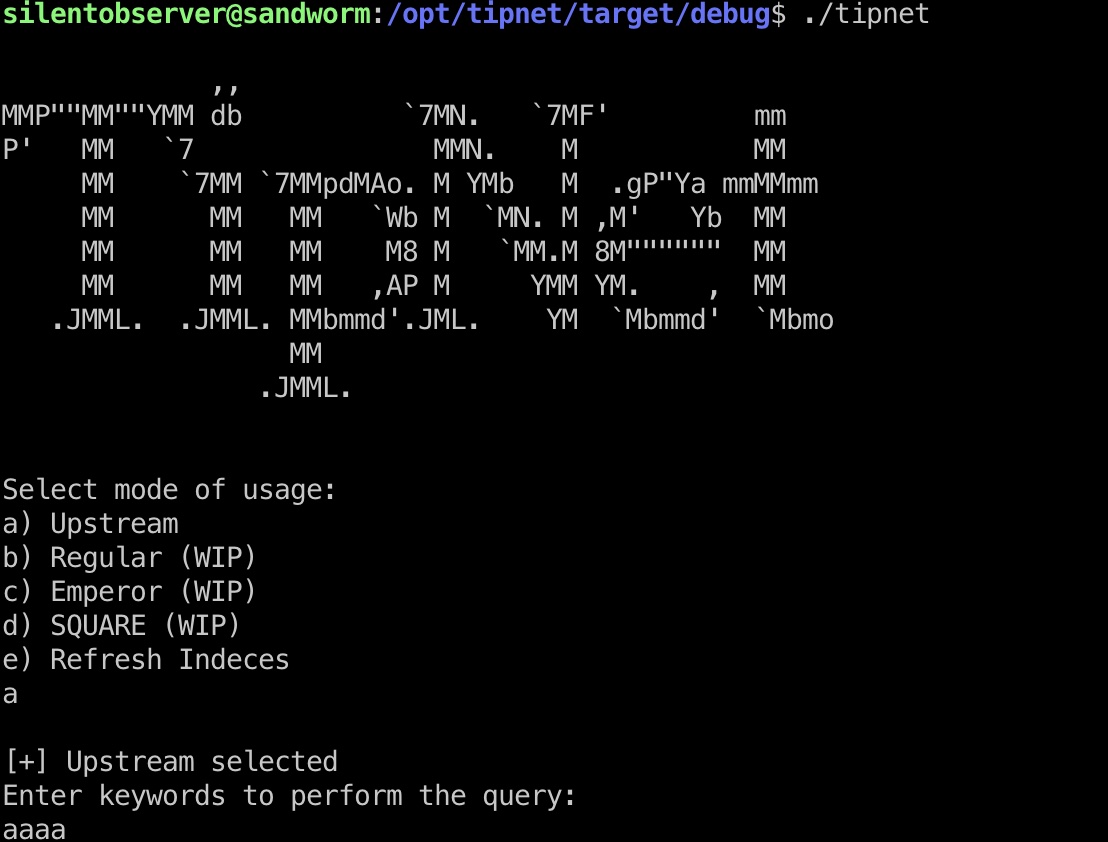 silentobserver@sandworm:/opt/tipnet/target/debug$ ./tipnet
             ,,
MMP""MM""YMM db          `7MN.   `7MF'         mm
P'   MM   `7               MMN.    M           MM
     MM    `7MM `7MMpdMAo. M YMb   M  .gP"Ya mmMMmm
     MM      MM   MM   `Wb M  `MN. M ,M'   Yb  MM
     MM      MM   MM    M8 M   `MM.M 8M""""""  MM
     MM      MM   MM   ,AP M     YMM YM.    ,  MM
   .JMML.  .JMML. MMbmmd'.JML.    YM  `Mbmmd'  `Mbmo
                  MM
                .JMML.
Select mode of usage:
a) Upstream
b) Regular (WIP)
c) Emperor (WIP)
d) SQUARE (WIP)
e) Refresh Indeces
a
[+] Upstream selected
Enter keywords to perform the query:
aaaa